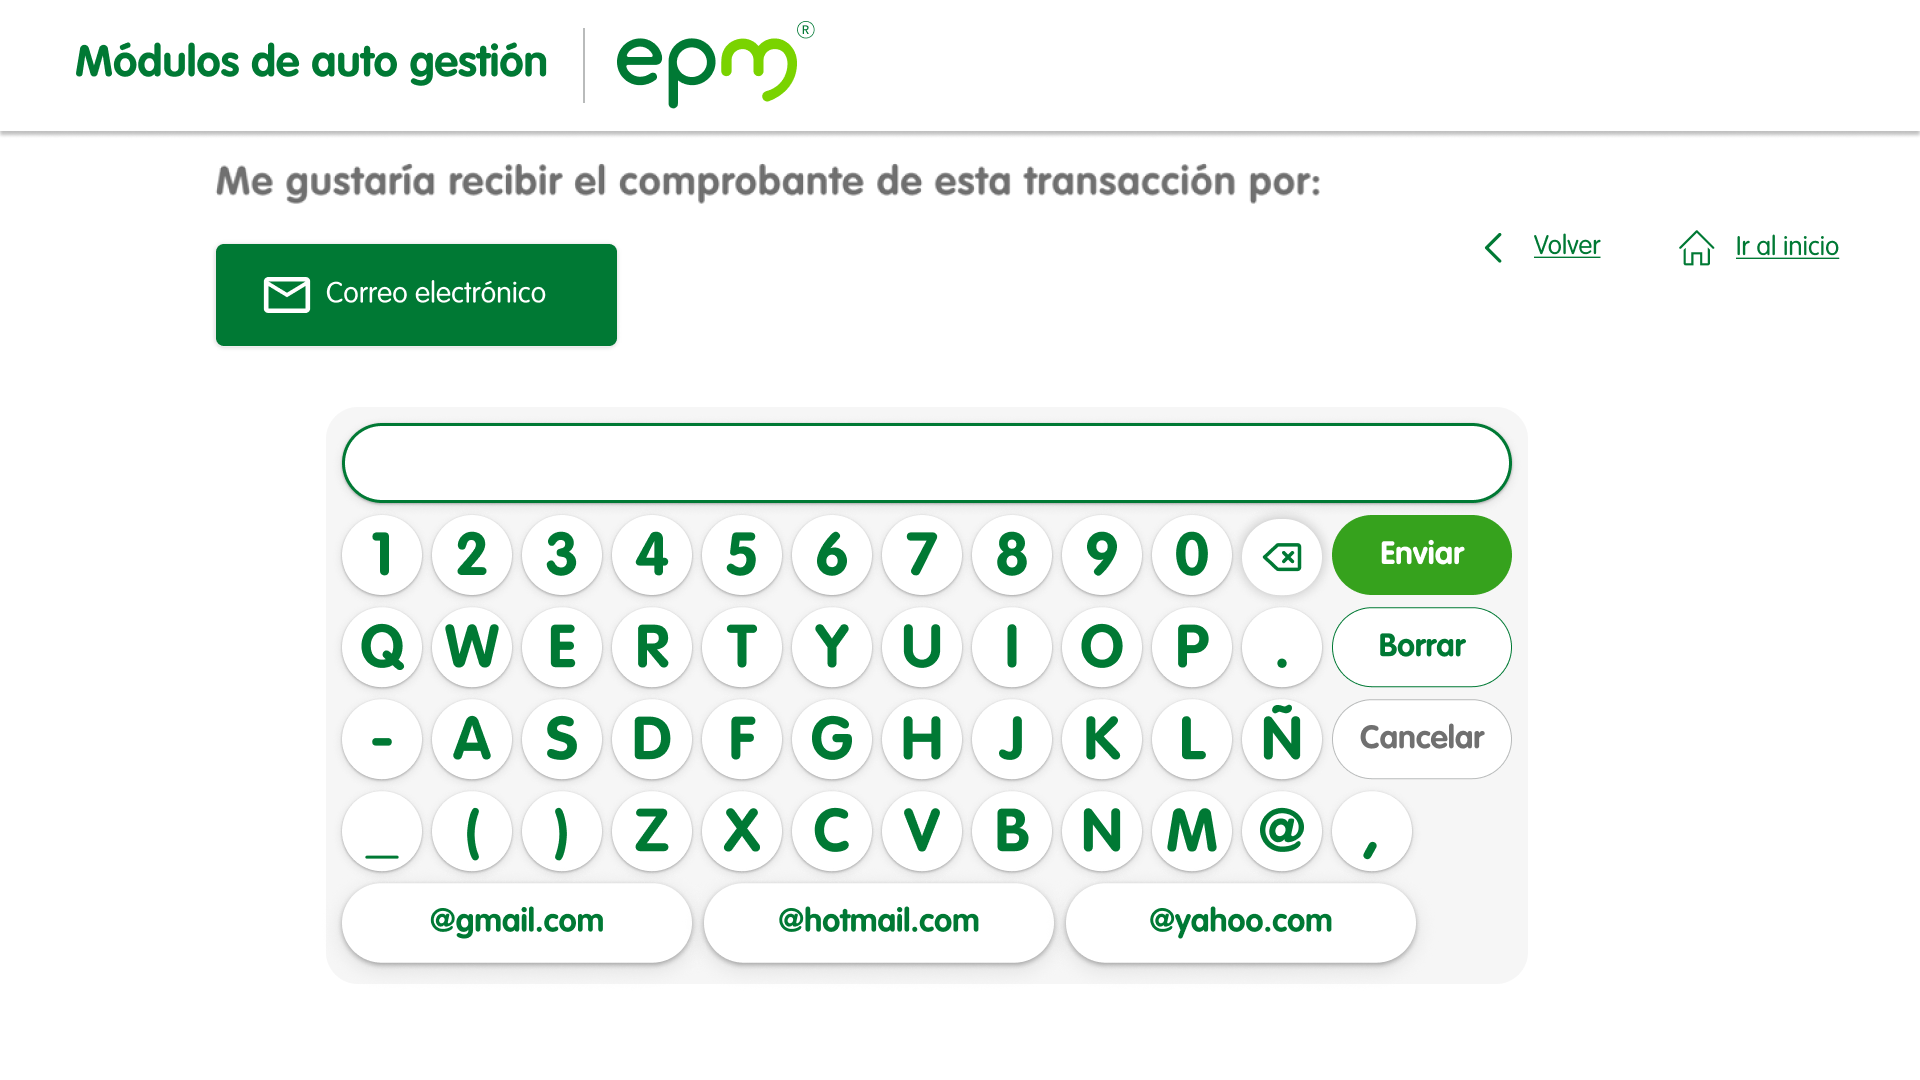 Módulos de auto gestión
epm®
Me gustaría recibir el comprobante de esta transacción por:
Volver
Ir al inicio
Correo electrónico
1 2 3 4 5 6 7 8 9 0 Enviar
Q W E R T Y U I O P . Borrar
- A S D F G H J K L Ñ Cancelar
_ ( ) Z X C V B N M @ ,
@gmail.com @hotmail.com @yahoo.com